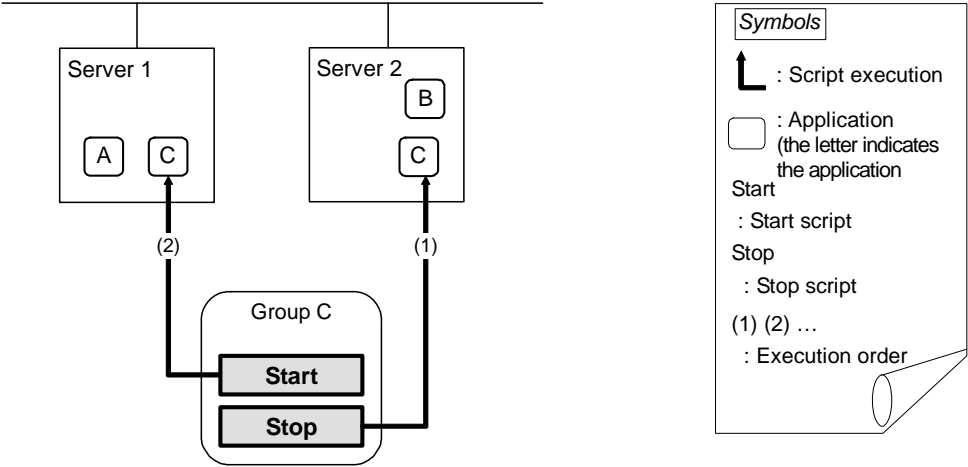 Server 1
A
C
Server 2
B
C
(2)
(1)
Group C
Start
Stop
Symbols
: Script execution
: Application
(the letter indicates
the application
Start
: Start script
Stop
: Stop script
(1) (2) …
: Execution order